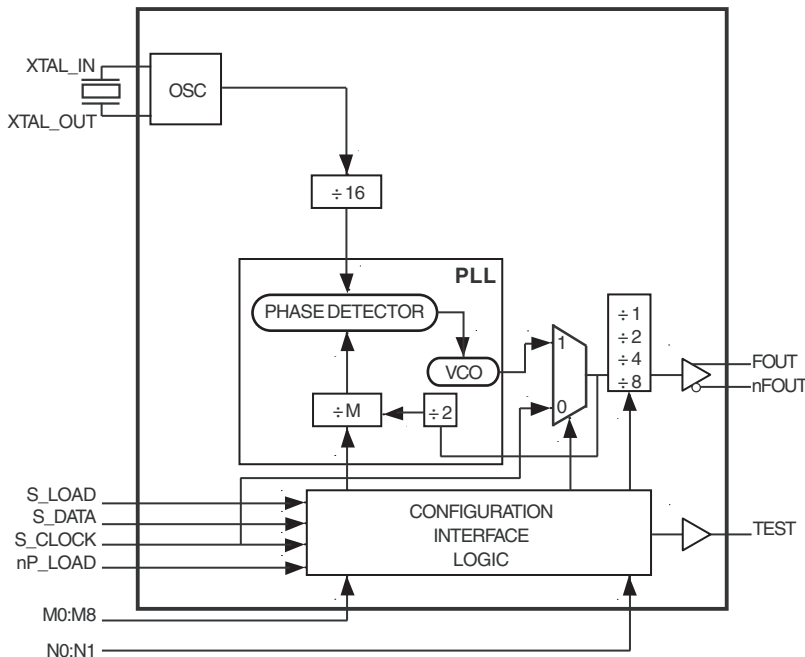 XTAL_IN
OSC
XTAL_OUT
÷ 16
PLL
PHASE DETECTOR
÷ 1
÷ 2
÷ 4
÷ 8
1
VCO
FOUT
nFOUT
÷ M
÷ 2
0
S_LOAD
S_DATA
S_CLOCK
nP_LOAD
CONFIGURATION
INTERFACE
LOGIC
TEST
M0:M8
N0:N1